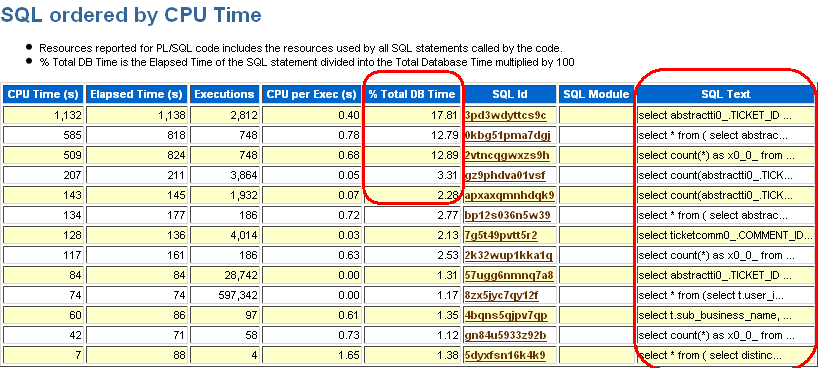 SQL ordered by CPU Time
Resources reported for PL/SQL code includes the resources used by all SQL statements called by the code.
% Total DB Time is the Elapsed Time of the SQL statement divided into the Total Database Time multiplied by 100
CPU Time (s) Elapsed Time (s) Executions CPU per Exec (s) % Total DB Time SQL Id SQL Module SQL Text
1,132 1,138 2,812 0.40 17.81 3pd3wdyttcs9c select abstractti0_.TICKET_ID ...
585 818 748 0.78 12.79 0kbg51pma7dgj select * from ( select abstrac...
509 824 748 0.68 12.89 2vtncqgwxzs9h select count(*) as x0_0_ from ...
207 211 3,864 0.05 3.31 gz9phdva01vsf select count(abstractti0_.TICK...
143 145 1,932 0.07 2.28 apxaxqmnhdqk9 select count(abstractti0_.TICK...
134 177 186 0.72 2.77 bp12s036n5w39 select * from ( select abstrac...
128 136 4,014 0.03 2.13 7g5t49pvtt5r2 select ticketcomm0_.COMMENT_ID...
117 161 186 0.63 2.53 2k32wup1kka1q select count(*) as x0_0_ from ...
84 84 28,742 0.00 1.31 57ugg6nmnq7a8 select abstractti0_.TICKET_ID ...
74 74 597,342 0.00 1.17 8zx5jyc7qy12f select * from (select t.user_i...
60 86 97 0.61 1.35 4bqns5qjpv7qp select t.sub_business_name, ...
42 71 58 0.73 1.12 gn84u5933z92b select count(*) as x0_0_ from ...
7 88 4 1.65 1.38 5dyxfsn16k4k9 select * from ( select distinc...